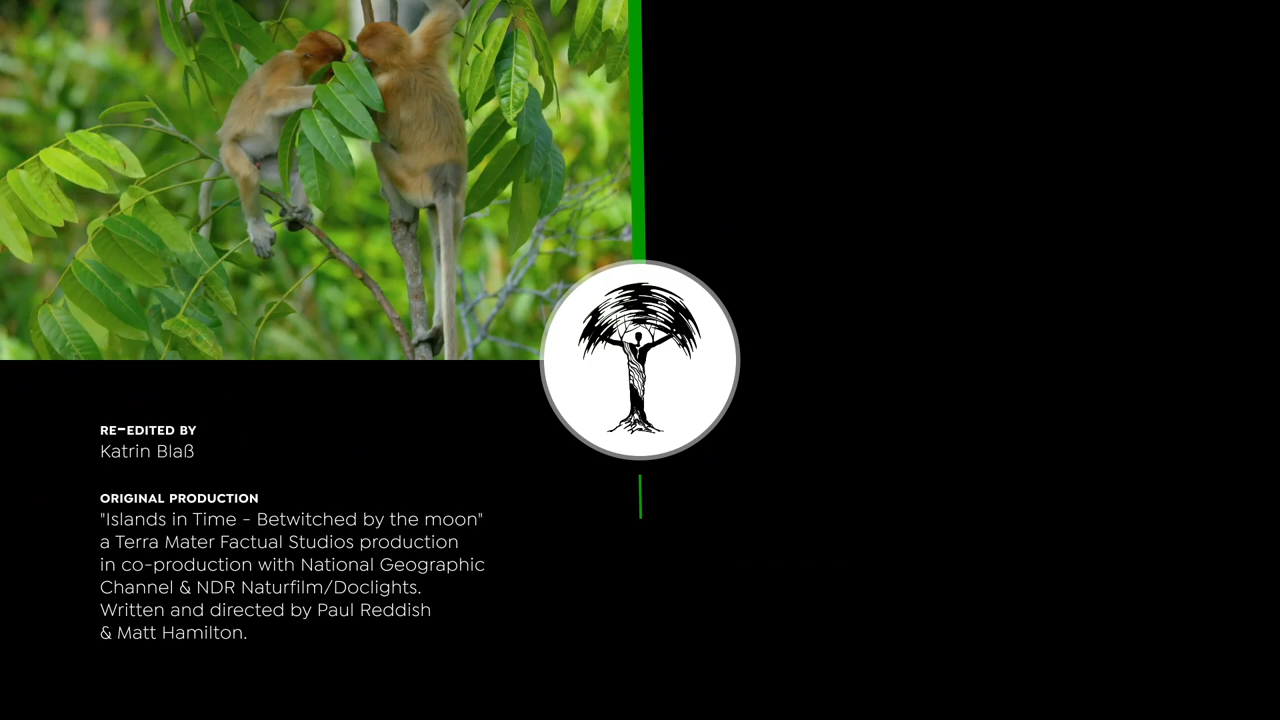 RE-EDITED BY
Katrin Blaß
ORIGINAL PRODUCTION
"Islands in Time - Betwitched by the moon"
a Terra Mater Factual Studios production
in co-production with National Geographic
Channel & NDR Naturfilm/Doclights.
Written and directed by Paul Reddish
& Matt Hamilton.